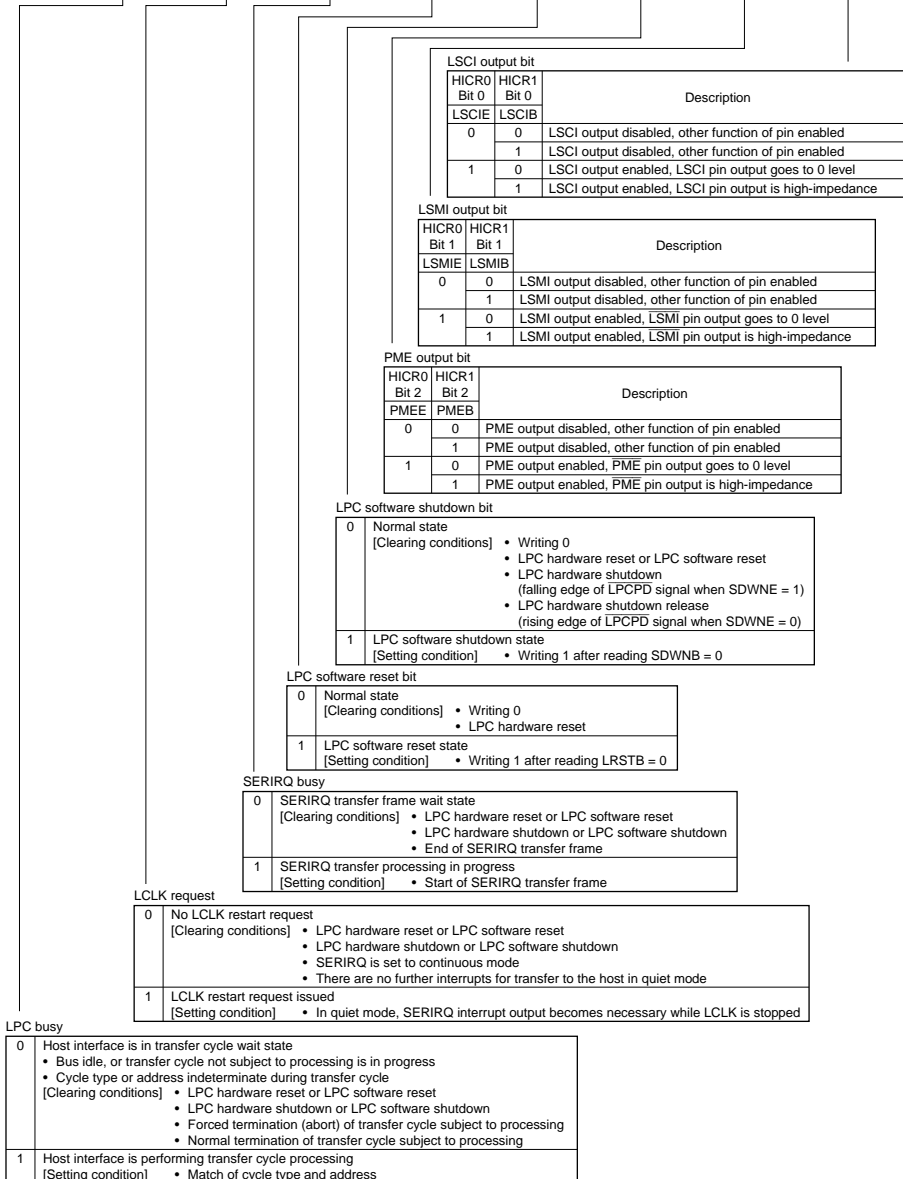 LSCI output bit
HICR0 HICR1
Bit 0 Bit 0 Description
LSCIE LSCIB
0 0 LSCI output disabled, other function of pin enabled
1 LSCI output disabled, other function of pin enabled
1 0 LSCI output enabled, LSCI pin output goes to 0 level
1 LSCI output enabled, LSCI pin output is high-impedance
LSMI output bit
HICR0 HICR1
Bit 1 Bit 1 Description
LSMIE LSMIB
0 0 LSMI output disabled, other function of pin enabled
1 LSMI output disabled, other function of pin enabled
1 0 LSMI output enabled, LSMI pin output goes to 0 level
1 LSMI output enabled, LSMI pin output is high-impedance
PME output bit
HICR0 HICR1
Bit 2 Bit 2 Description
PMEE PMEB
0 0 PME output disabled, other function of pin enabled
1 PME output disabled, other function of pin enabled
1 0 PME output enabled, PME pin output goes to 0 level
1 PME output enabled, PME pin output is high-impedance
LPC software shutdown bit
0 Normal state
[Clearing conditions] • Writing 0
• LPC hardware reset or LPC software reset
• LPC hardware shutdown
(falling edge of LPCPD signal when SDWNE = 1)
• LPC hardware shutdown release
(rising edge of LPCPD signal when SDWNE = 0)
1 LPC software shutdown state
[Setting condition] • Writing 1 after reading SDWNB = 0
LPC software reset bit
0 Normal state
[Clearing conditions] • Writing 0
• LPC hardware reset
1 LPC software reset state
[Setting condition] • Writing 1 after reading LRSTB = 0
SERIRQ busy
0 SERIRQ transfer frame wait state
[Clearing conditions] • LPC hardware reset or LPC software reset
• LPC hardware shutdown or LPC software shutdown
• End of SERIRQ transfer frame
1 SERIRQ transfer processing in progress
[Setting condition] • Start of SERIRQ transfer frame
LCLK request
0 No LCLK restart request
[Clearing conditions] • LPC hardware reset or LPC software reset
• LPC hardware shutdown or LPC software shutdown
• SERIRQ is set to continuous mode
• There are no further interrupts for transfer to the host in quiet mode
1 LCLK restart request issued
[Setting condition] • In quiet mode, SERIRQ interrupt output becomes necessary while LCLK is stopped
LPC busy
0 Host interface is in transfer cycle wait state
• Bus idle, or transfer cycle not subject to processing is in progress
• Cycle type or address indeterminate during transfer cycle
[Clearing conditions] • LPC hardware reset or LPC software reset
• LPC hardware shutdown or LPC software shutdown
• Forced termination (abort) of transfer cycle subject to processing
• Normal termination of transfer cycle subject to processing
1 Host interface is performing transfer cycle processing
[Setting condition] • Match of cycle type and address